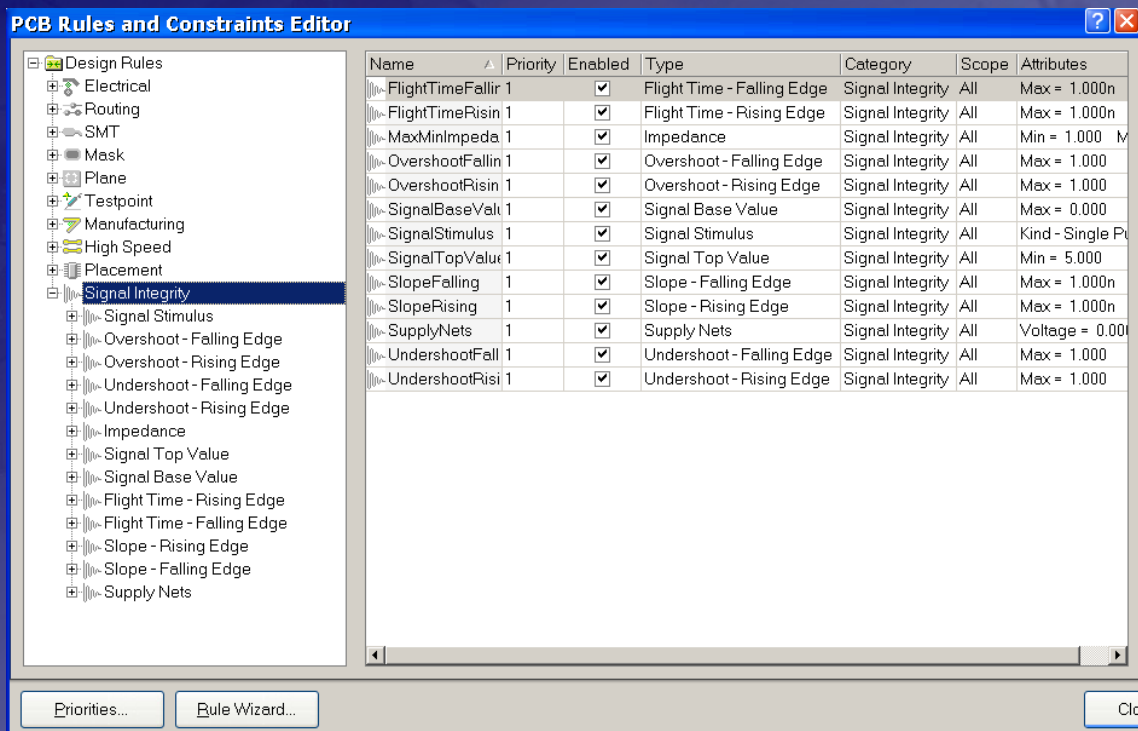 PCB Rules and Constraints Editor
Design Rules
Electrical
Routing
SMT
Mask
Plane
Testpoint
Manufacturing
High Speed
Placement
Signal Integrity
Signal Stimulus
Overshoot - Falling Edge
Overshoot - Rising Edge
Undershoot - Falling Edge
Undershoot - Rising Edge
Impedance
Signal Top Value
Signal Base Value
Flight Time - Rising Edge
Flight Time - Falling Edge
Slope - Rising Edge
Slope - Falling Edge
Supply Nets
Name Priority Enabled Type Category Scope Attributes
FlightTimeFallin 1 Flight Time - Falling Edge Signal Integrity All Max = 1.000n
FlightTimeRisin 1 Flight Time - Rising Edge Signal Integrity All Max = 1.000n
MaxMinImpeda 1 Impedance Signal Integrity All Min = 1.000 M
OvershootFallin 1 Overshoot - Falling Edge Signal Integrity All Max = 1.000
OvershootRisin 1 Overshoot - Rising Edge Signal Integrity All Max = 1.000
SignalBaseValu 1 Signal Base Value Signal Integrity All Max = 0.000
SignalStimulus 1 Signal Stimulus Signal Integrity All Kind - Single Pu
SignalTopValue 1 Signal Top Value Signal Integrity All Min = 5.000
SlopeFalling 1 Slope - Falling Edge Signal Integrity All Max = 1.000n
SlopeRising 1 Slope - Rising Edge Signal Integrity All Max = 1.000n
SupplyNets 1 Supply Nets Signal Integrity All Voltage = 0.000
UndershootFall 1 Undershoot - Falling Edge Signal Integrity All Max = 1.000
UndershootRisi 1 Undershoot - Rising Edge Signal Integrity All Max = 1.000
Priorities... Rule Wizard... Clo